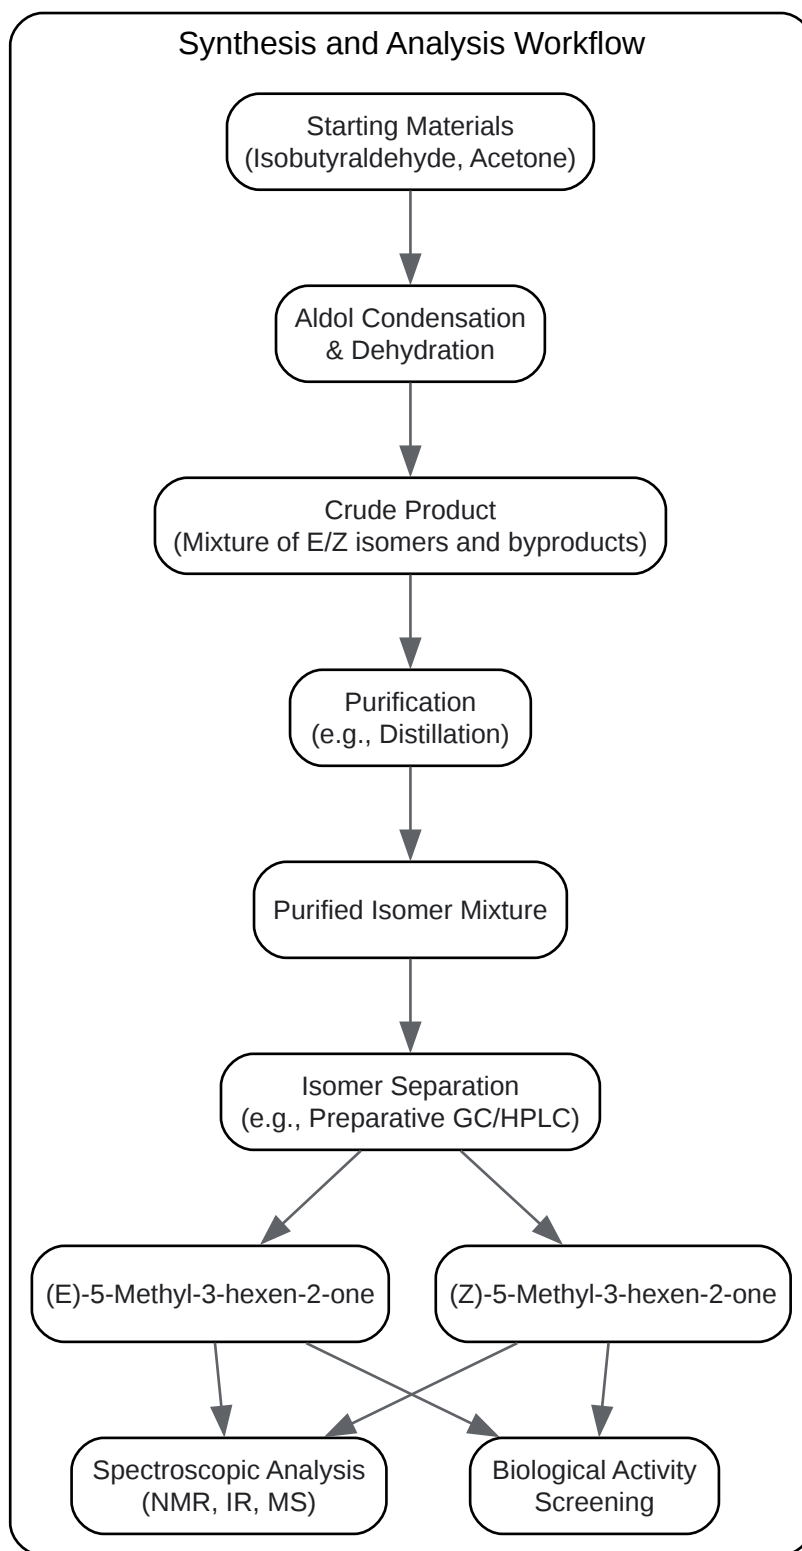 Synthesis and Analysis Workflow
Starting Materials
(Isobutyraldehyde, Acetone)
Aldol Condensation
& Dehydration
Crude Product
(Mixture of E/Z isomers and byproducts)
Purification
(e.g., Distillation)
Purified Isomer Mixture
Isomer Separation
(e.g., Preparative GC/HPLC)
(E)-5-Methyl-3-hexen-2-one
(Z)-5-Methyl-3-hexen-2-one
Spectroscopic Analysis
(NMR, IR, MS)
Biological Activity
Screening